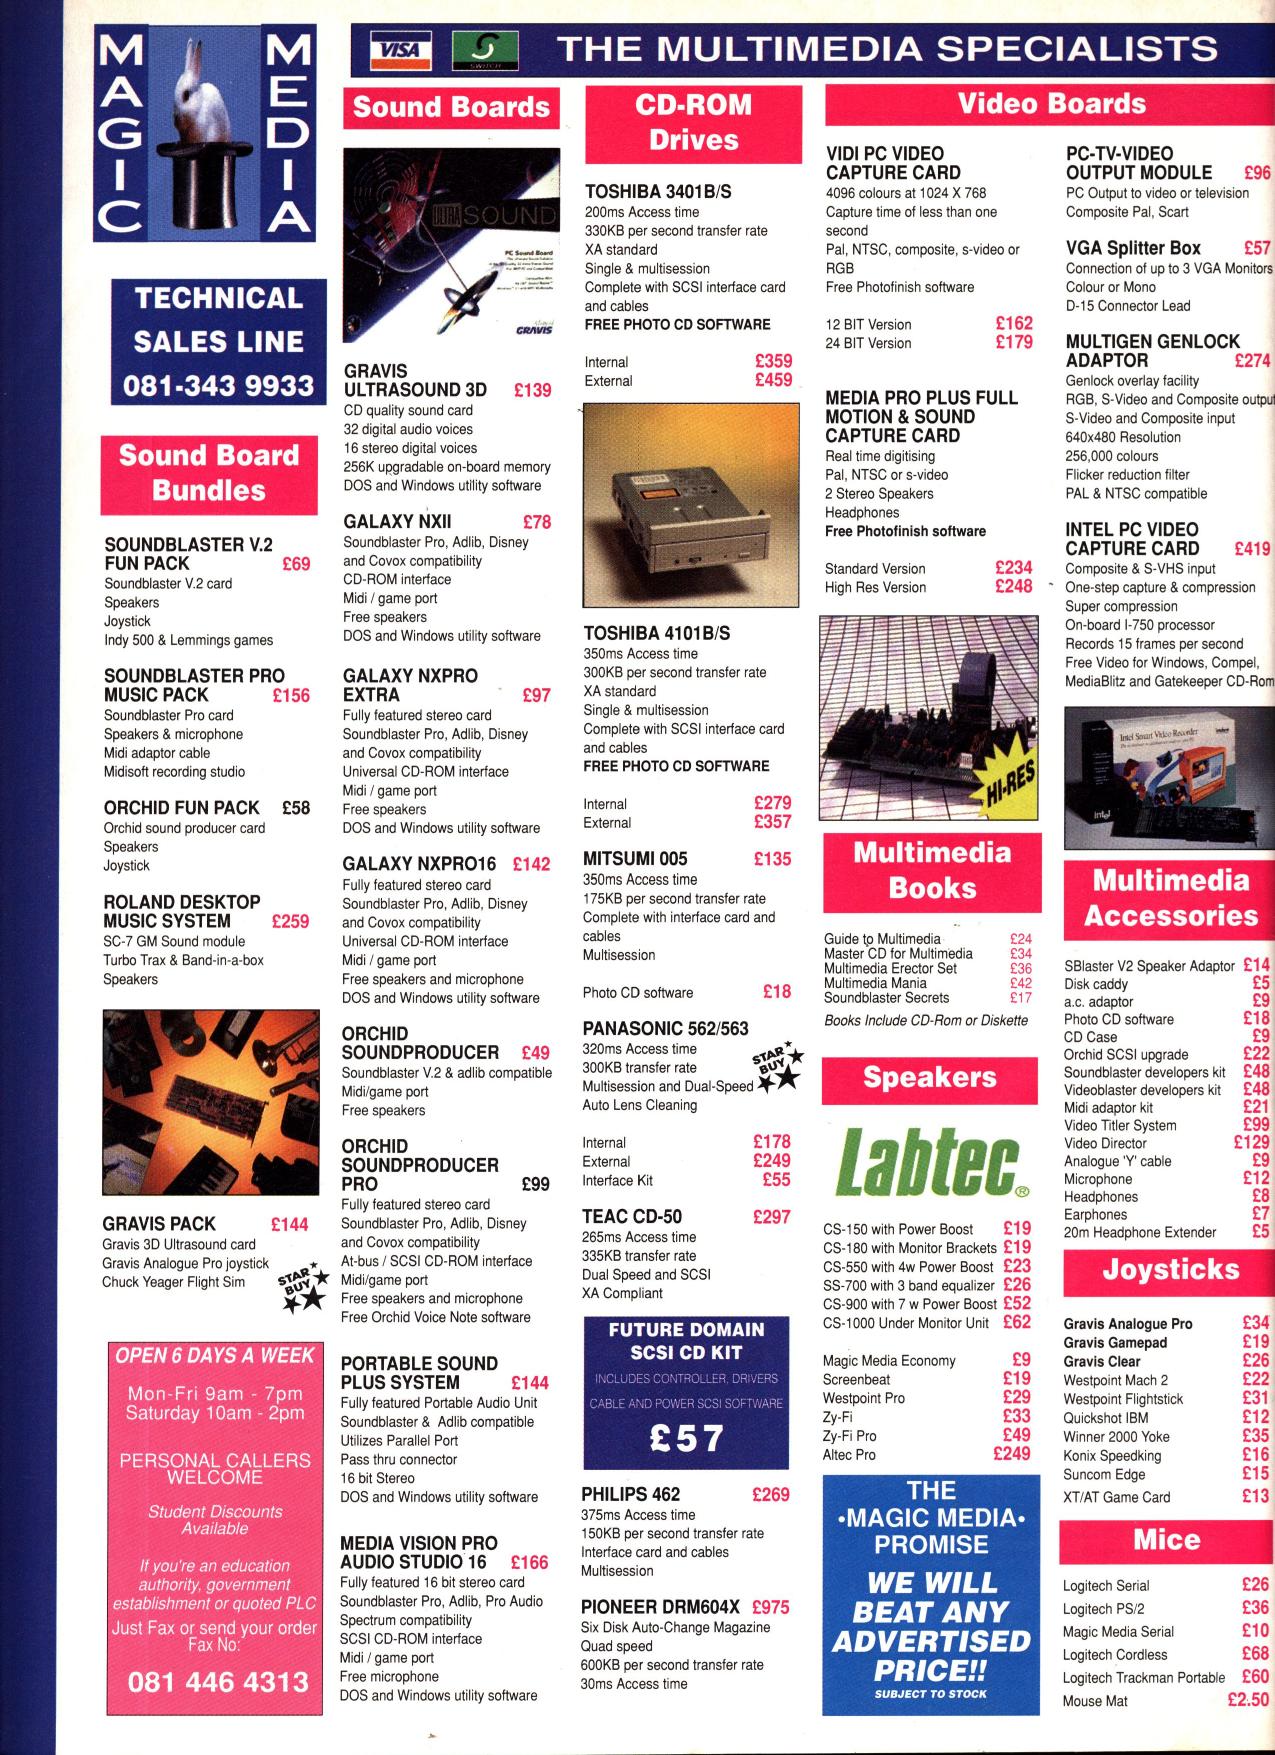 MAGIC
MEDIA
VISA
SWITCH
THE MULTIMEDIA SPECIALISTS
TECHNICAL
SALES LINE
081-343 9933
Sound Board
Bundles
SOUNDBLASTER V.2
FUN PACK £69
Soundblaster V.2 card
Speakers
Joystick
Indy 500 & Lemmings games
SOUNDBLASTER PRO
MUSIC PACK £156
Soundblaster Pro card
Speakers & microphone
Midi adaptor cable
Midisoft recording studio
ORCHID FUN PACK £58
Orchid sound producer card
Speakers
Joystick
ROLAND DESKTOP
MUSIC SYSTEM £259
SC-7 GM Sound module
Turbo Trax & Band-in-a-box
Speakers
GRAVIS PACK £144
Gravis 3D Ultrasound card
Gravis Analogue Pro joystick
Chuck Yeager Flight Sim
STAR
BUY
OPEN 6 DAYS A WEEK
Mon-Fri 9am - 7pm
Saturday 10am - 2pm
PERSONAL CALLERS
WELCOME
Student Discounts
Available
If you're an education
authority, government
establishment or quoted PLC
Just Fax or send your order
Fax No:
081 446 4313
Sound Boards
ULTRASOUND
PC Sound Board
GRAVIS
GRAVIS
ULTRASOUND 3D £139
CD quality sound card
32 digital audio voices
16 stereo digital voices
256K upgradable on-board memory
DOS and Windows utility software
GALAXY NXII £78
Soundblaster Pro, Adlib, Disney
and Covox compatibility
CD-ROM interface
Midi / game port
Free speakers
DOS and Windows utility software
GALAXY NXPRO
EXTRA £97
Fully featured stereo card
Soundblaster Pro, Adlib, Disney
and Covox compatibility
Universal CD-ROM interface
Midi / game port
Free speakers
DOS and Windows utility software
GALAXY NXPRO16 £142
Fully featured stereo card
Soundblaster Pro, Adlib, Disney
and Covox compatibility
Universal CD-ROM interface
Midi / game port
Free speakers and microphone
DOS and Windows utility software
ORCHID
SOUNDPRODUCER £49
Soundblaster V.2 & adlib compatible
Midi/game port
Free speakers
ORCHID
SOUNDPRODUCER
PRO £99
Fully featured stereo card
Soundblaster Pro, Adlib, Disney
and Covox compatibility
At-bus / SCSI CD-ROM interface
Midi/game port
Free speakers and microphone
Free Orchid Voice Note software
PORTABLE SOUND
PLUS SYSTEM £144
Fully featured Portable Audio Unit
Soundblaster & Adlib compatible
Utilizes Parallel Port
Pass thru connector
16 bit Stereo
DOS and Windows utility software
MEDIA VISION PRO
AUDIO STUDIO 16 £166
Fully featured 16 bit stereo card
Soundblaster Pro, Adlib, Pro Audio
Spectrum compatibility
SCSI CD-ROM interface
Midi / game port
Free microphone
DOS and Windows utility software
CD-ROM
Drives
TOSHIBA 3401B/S
200ms Access time
330KB per second transfer rate
XA standard
Single & multisession
Complete with SCSI interface card
and cables
FREE PHOTO CD SOFTWARE
Internal £359
External £459
TOSHIBA 4101B/S
350ms Access time
300KB per second transfer rate
XA standard
Single & multisession
Complete with SCSI interface card
and cables
FREE PHOTO CD SOFTWARE
Internal £279
External £357
MITSUMI 005 £135
350ms Access time
175KB per second transfer rate
Complete with interface card and
cables
Multisession
Photo CD software £18
PANASONIC 562/563
320ms Access time
300KB transfer rate
Multisession and Dual-Speed
Auto Lens Cleaning
STAR
BUY
Internal £178
External £249
Interface Kit £55
TEAC CD-50 £297
265ms Access time
335KB transfer rate
Dual Speed and SCSI
XA Compliant
FUTURE DOMAIN
SCSI CD KIT
INCLUDES CONTROLLER, DRIVERS
CABLE AND POWER SCSI SOFTWARE
£57
PHILIPS 462 £269
375ms Access time
150KB per second transfer rate
Interface card and cables
Multisession
PIONEER DRM604X £975
Six Disk Auto-Change Magazine
Quad speed
600KB per second transfer rate
30ms Access time
Video Boards
VIDI PC VIDEO
CAPTURE CARD
4096 colours at 1024 X 768
Capture time of less than one
second
Pal, NTSC, composite, s-video or
RGB
Free Photofinish software
12 BIT Version £162
24 BIT Version £179
MEDIA PRO PLUS FULL
MOTION & SOUND
CAPTURE CARD
Real time digitising
Pal, NTSC or s-video
2 Stereo Speakers
Headphones
Free Photofinish software
Standard Version £234
High Res Version £248
HI-RES
Multimedia
Books
Guide to Multimedia £24
Master CD for Multimedia £34
Multimedia Erector Set £36
Multimedia Mania £42
Soundblaster Secrets £17
Books Include CD-Rom or Diskette
Speakers
Labtec®
CS-150 with Power Boost £19
CS-180 with Monitor Brackets £19
CS-550 with 4w Power Boost £23
SS-700 with 3 band equalizer £26
CS-900 with 7 w Power Boost £52
CS-1000 Under Monitor Unit £62
Magic Media Economy £9
Screenbeat £19
Westpoint Pro £29
Zy-Fi £33
Zy-Fi Pro £49
Altec Pro £249
THE
•MAGIC MEDIA•
PROMISE
WE WILL
BEAT ANY
ADVERTISED
PRICE!!
SUBJECT TO STOCK
PC-TV-VIDEO
OUTPUT MODULE £96
PC Output to video or television
Composite Pal, Scart
VGA Splitter Box £57
Connection of up to 3 VGA Monitors
Colour or Mono
D-15 Connector Lead
MULTIGEN GENLOCK
ADAPTOR £274
Genlock overlay facility
RGB, S-Video and Composite output
S-Video and Composite input
640x480 Resolution
256,000 colours
Flicker reduction filter
PAL & NTSC compatible
INTEL PC VIDEO
CAPTURE CARD £419
Composite & S-VHS input
One-step capture & compression
Super compression
On-board I-750 processor
Records 15 frames per second
Free Video for Windows, Compel,
MediaBlitz and Gatekeeper CD-Rom
Intel Smart Video Recorder
intel
Multimedia
Accessories
SBlaster V2 Speaker Adaptor £14
Disk caddy £5
a.c. adaptor £9
Photo CD software £18
CD Case £9
Orchid SCSI upgrade £22
Soundblaster developers kit £48
Videoblaster developers kit £48
Midi adaptor kit £21
Video Titler System £99
Video Director £129
Analogue 'Y' cable £9
Microphone £12
Headphones £8
Earphones £7
20m Headphone Extender £5
Joysticks
Gravis Analogue Pro £34
Gravis Gamepad £19
Gravis Clear £26
Westpoint Mach 2 £22
Westpoint Flightstick £31
Quickshot IBM £12
Winner 2000 Yoke £35
Konix Speedking £16
Suncom Edge £15
XT/AT Game Card £13
Mice
Logitech Serial £26
Logitech PS/2 £36
Magic Media Serial £10
Logitech Cordless £68
Logitech Trackman Portable £60
Mouse Mat £2.50